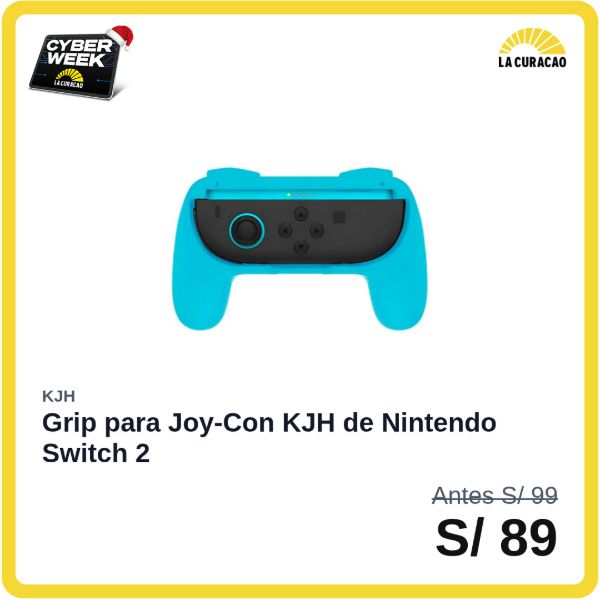 CYBER
WEEK
LA CURACAO
LA CURACAO
KJH
Grip para Joy-Con KJH de Nintendo
Switch 2
Antes S/ 99
S/ 89